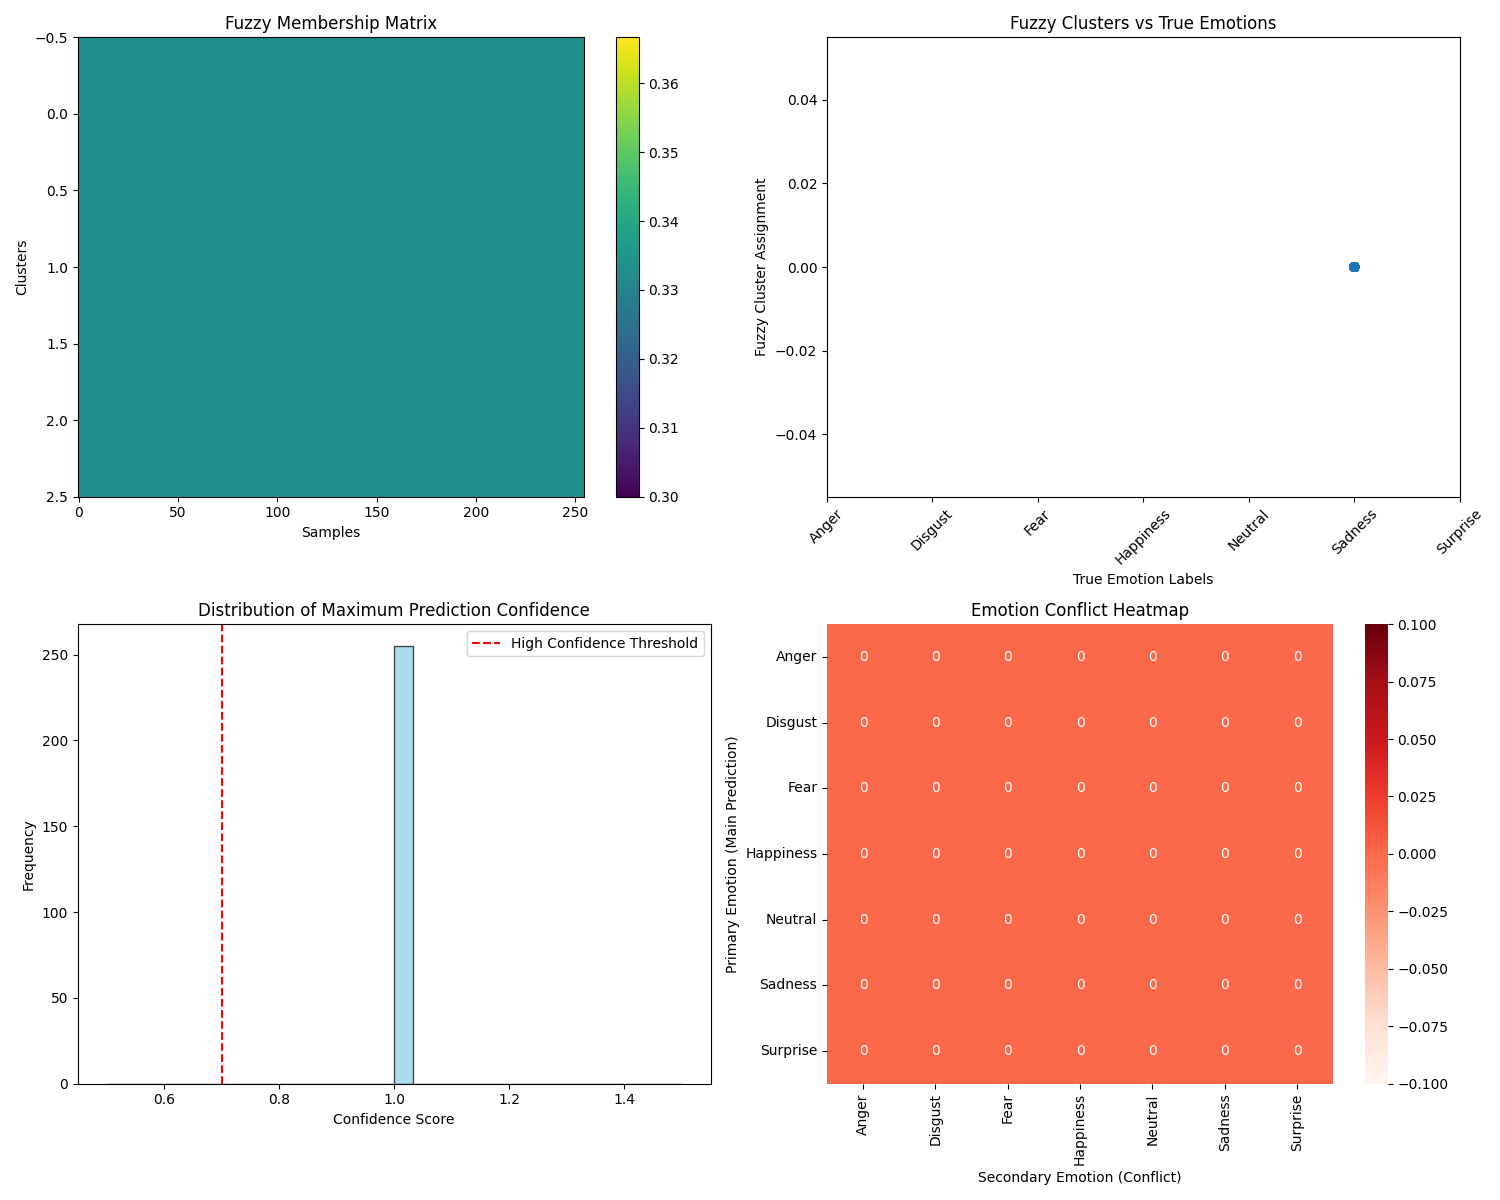 Fuzzy Membership Matrix
−0.5
0.0
0.5
1.0
1.5
2.0
2.5
Clusters
0 50 100 150 200 250
Samples
0.36
0.35
0.34
0.33
0.32
0.31
0.30
Fuzzy Clusters vs True Emotions
0.04
0.02
0.00
−0.02
−0.04
Fuzzy Cluster Assignment
Anger Disgust Fear Happiness Neutral Sadness Surprise
True Emotion Labels
Distribution of Maximum Prediction Confidence
High Confidence Threshold
250
200
150
100
50
0
Frequency
0.6 0.8 1.0 1.2 1.4
Confidence Score
Emotion Conflict Heatmap
Primary Emotion (Main Prediction)
Anger 0 0 0 0 0 0 0
Disgust 0 0 0 0 0 0 0
Fear 0 0 0 0 0 0 0
Happiness 0 0 0 0 0 0 0
Neutral 0 0 0 0 0 0 0
Sadness 0 0 0 0 0 0 0
Surprise 0 0 0 0 0 0 0
Anger Disgust Fear Happiness Neutral Sadness Surprise
Secondary Emotion (Conflict)
0.100
0.075
0.050
0.025
0.000
−0.025
−0.050
−0.075
−0.100